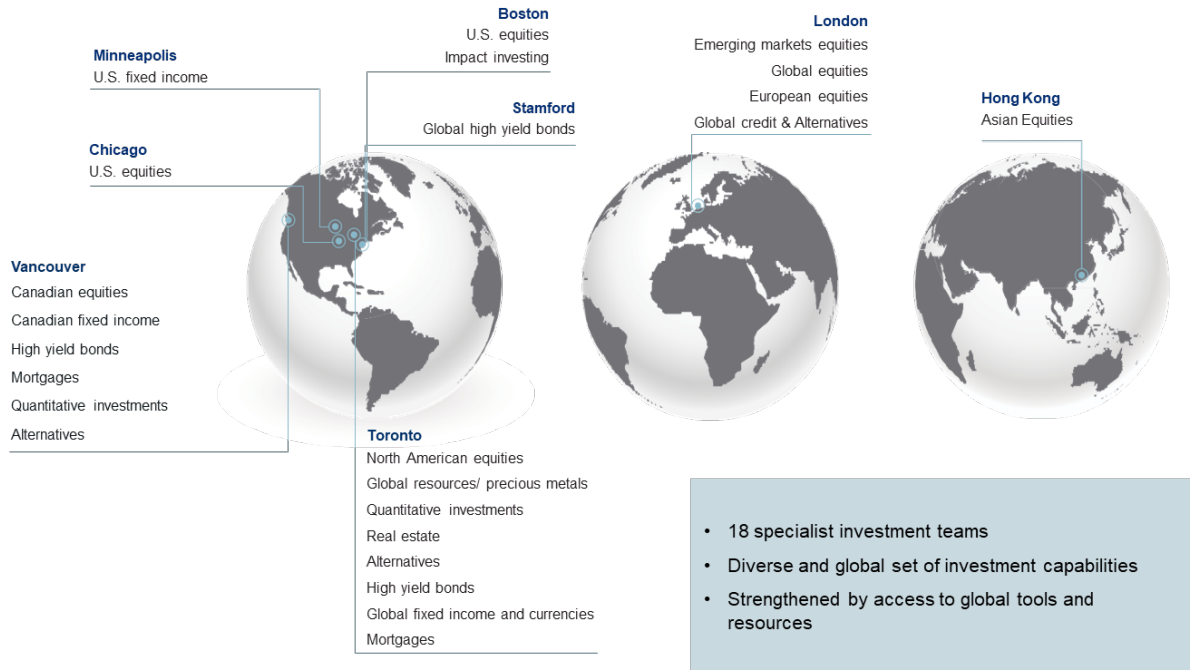 Boston
U.S. equities
Impact investing
Minneapolis
U.S. fixed income
Stamford
Global high yield bonds
Chicago
U.S. equities
London
Emerging markets equities
Global equities
European equities
Global credit & Alternatives
Hong Kong
Asian Equities
Vancouver
Canadian equities
Canadian fixed income
High yield bonds
Mortgages
Quantitative investments
Alternatives
Toronto
North American equities
Global resources/ precious metals
Quantitative investments
Real estate
Alternatives
High yield bonds
Global fixed income and currencies
Mortgages
• 18 specialist investment teams
• Diverse and global set of investment capabilities
• Strengthened by access to global tools and
resources